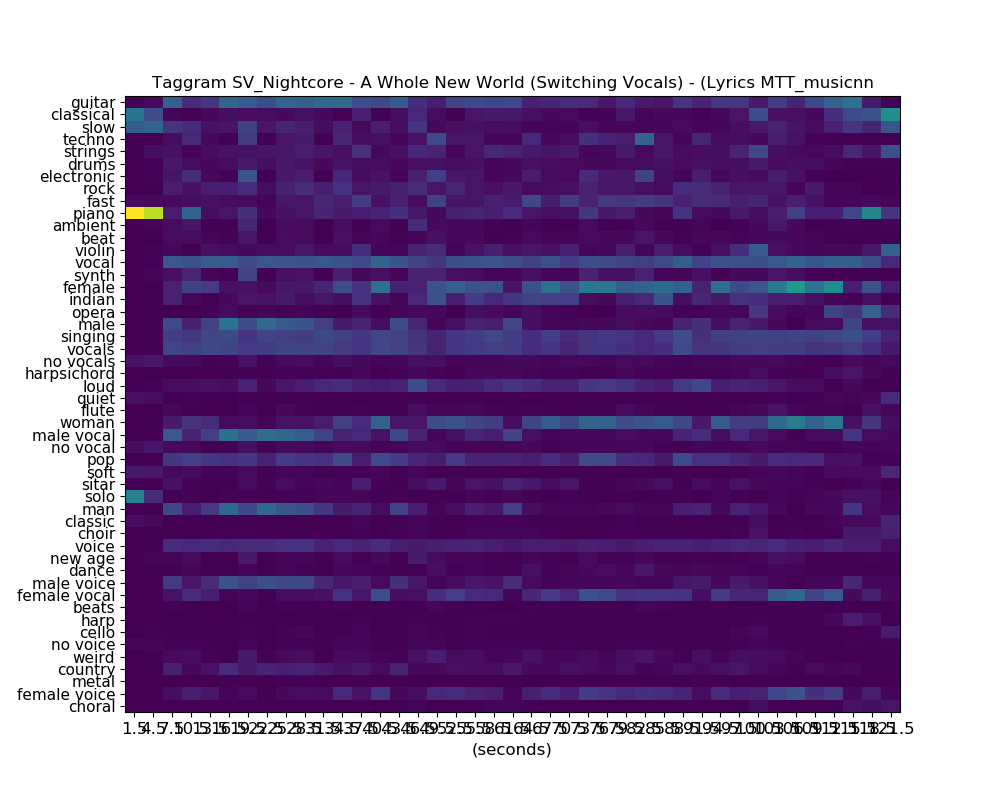 Taggram SV_Nightcore - A Whole New World (Switching Vocals) - (Lyrics MTT_musicnn
guitar
classical
slow
techno
strings
drums
electronic
rock
fast
piano
ambient
beat
violin
vocal
synth
female
indian
opera
male
singing
vocals
no vocals
harpsichord
loud
quiet
flute
woman
male vocal
no vocal
pop
soft
sitar
solo
man
classic
choir
voice
new age
dance
male voice
female vocal
beats
harp
cello
no voice
weird
country
metal
female voice
choral
(seconds)